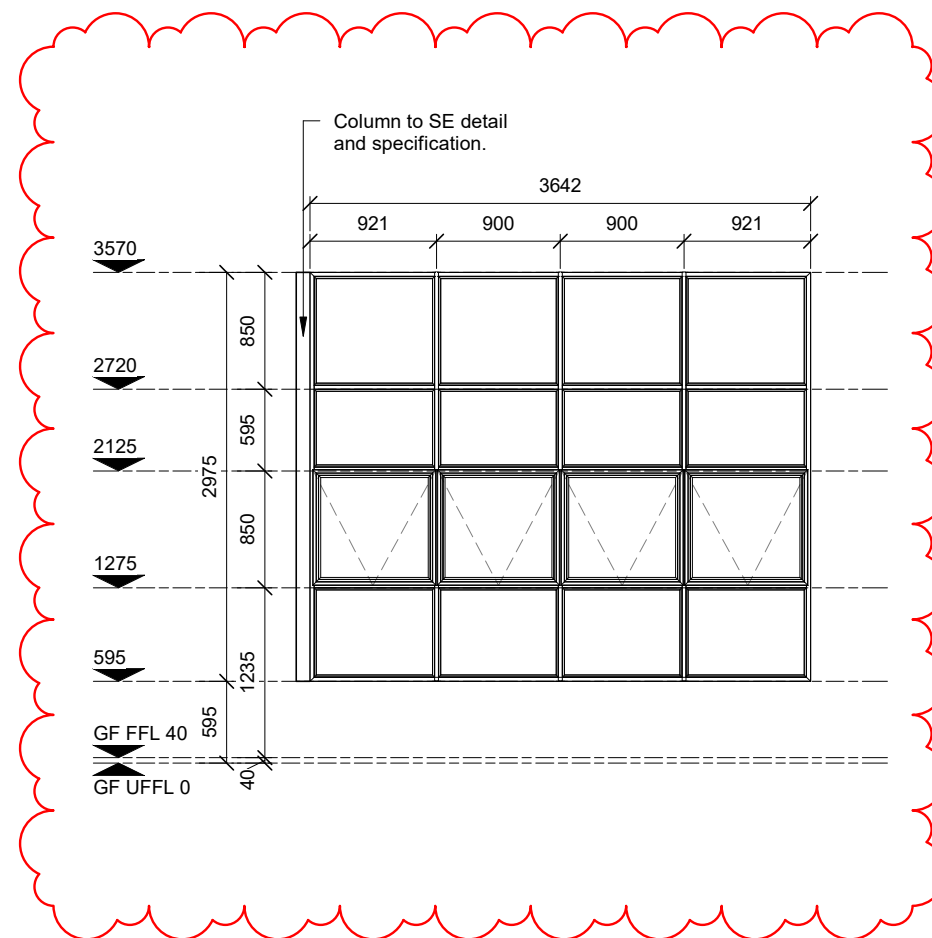 Column to SE detail
and specification.
3642
921 900 900 921
3570
850
2720
595
2125
2975
850
1275
595
1235
595
GF FFL 40
40
GF UFFL 0